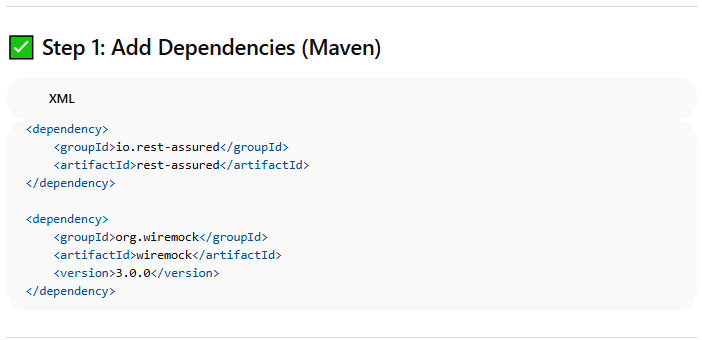 ✅ Step 1: Add Dependencies (Maven)
XML
<dependency>
    <groupId>io.rest-assured</groupId>
    <artifactId>rest-assured</artifactId>
</dependency>

<dependency>
    <groupId>org.wiremock</groupId>
    <artifactId>wiremock</artifactId>
    <version>3.0.0</version>
</dependency>